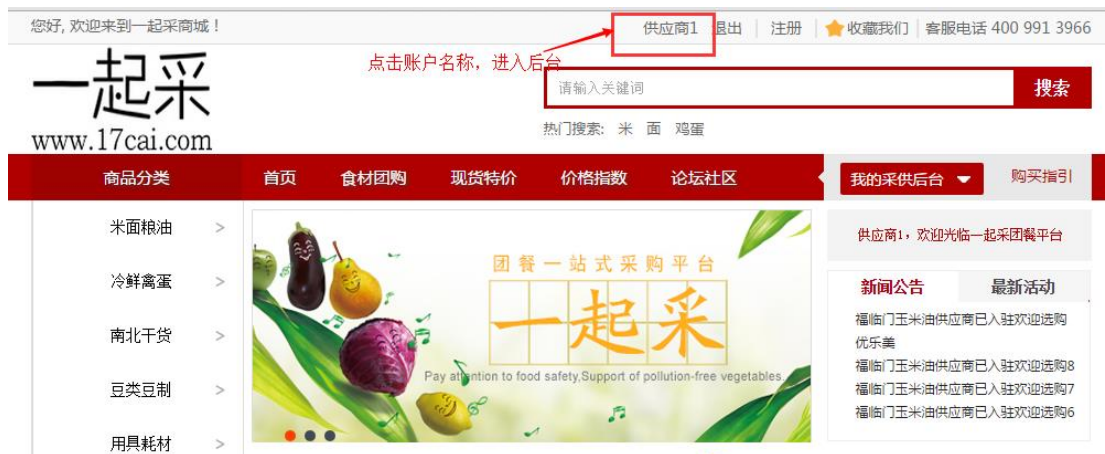 您好, 欢迎来到一起采商城！
供应商1 退出 注册 收藏我们 客服电话 400 991 3966
一起采
www.17cai.com
点击账户名称，进入后台
请输入关键词 搜索
热门搜索: 米 面 鸡蛋
商品分类 首页 食材团购 现货特价 价格指数 论坛社区 我的采供后台 购买指引
米面粮油 >
冷鲜禽蛋 >
南北干货 >
豆类豆制 >
用具耗材 >
团餐一站式采购平台
一起采
Pay attention to food safety,Support of pollution-free vegetables.
供应商1，欢迎光临一起采团餐平台
新闻公告 最新活动
福临门玉米油供应商已入驻欢迎选购
优乐美
福临门玉米油供应商已入驻欢迎选购8
福临门玉米油供应商已入驻欢迎选购7
福临门玉米油供应商已入驻欢迎选购6